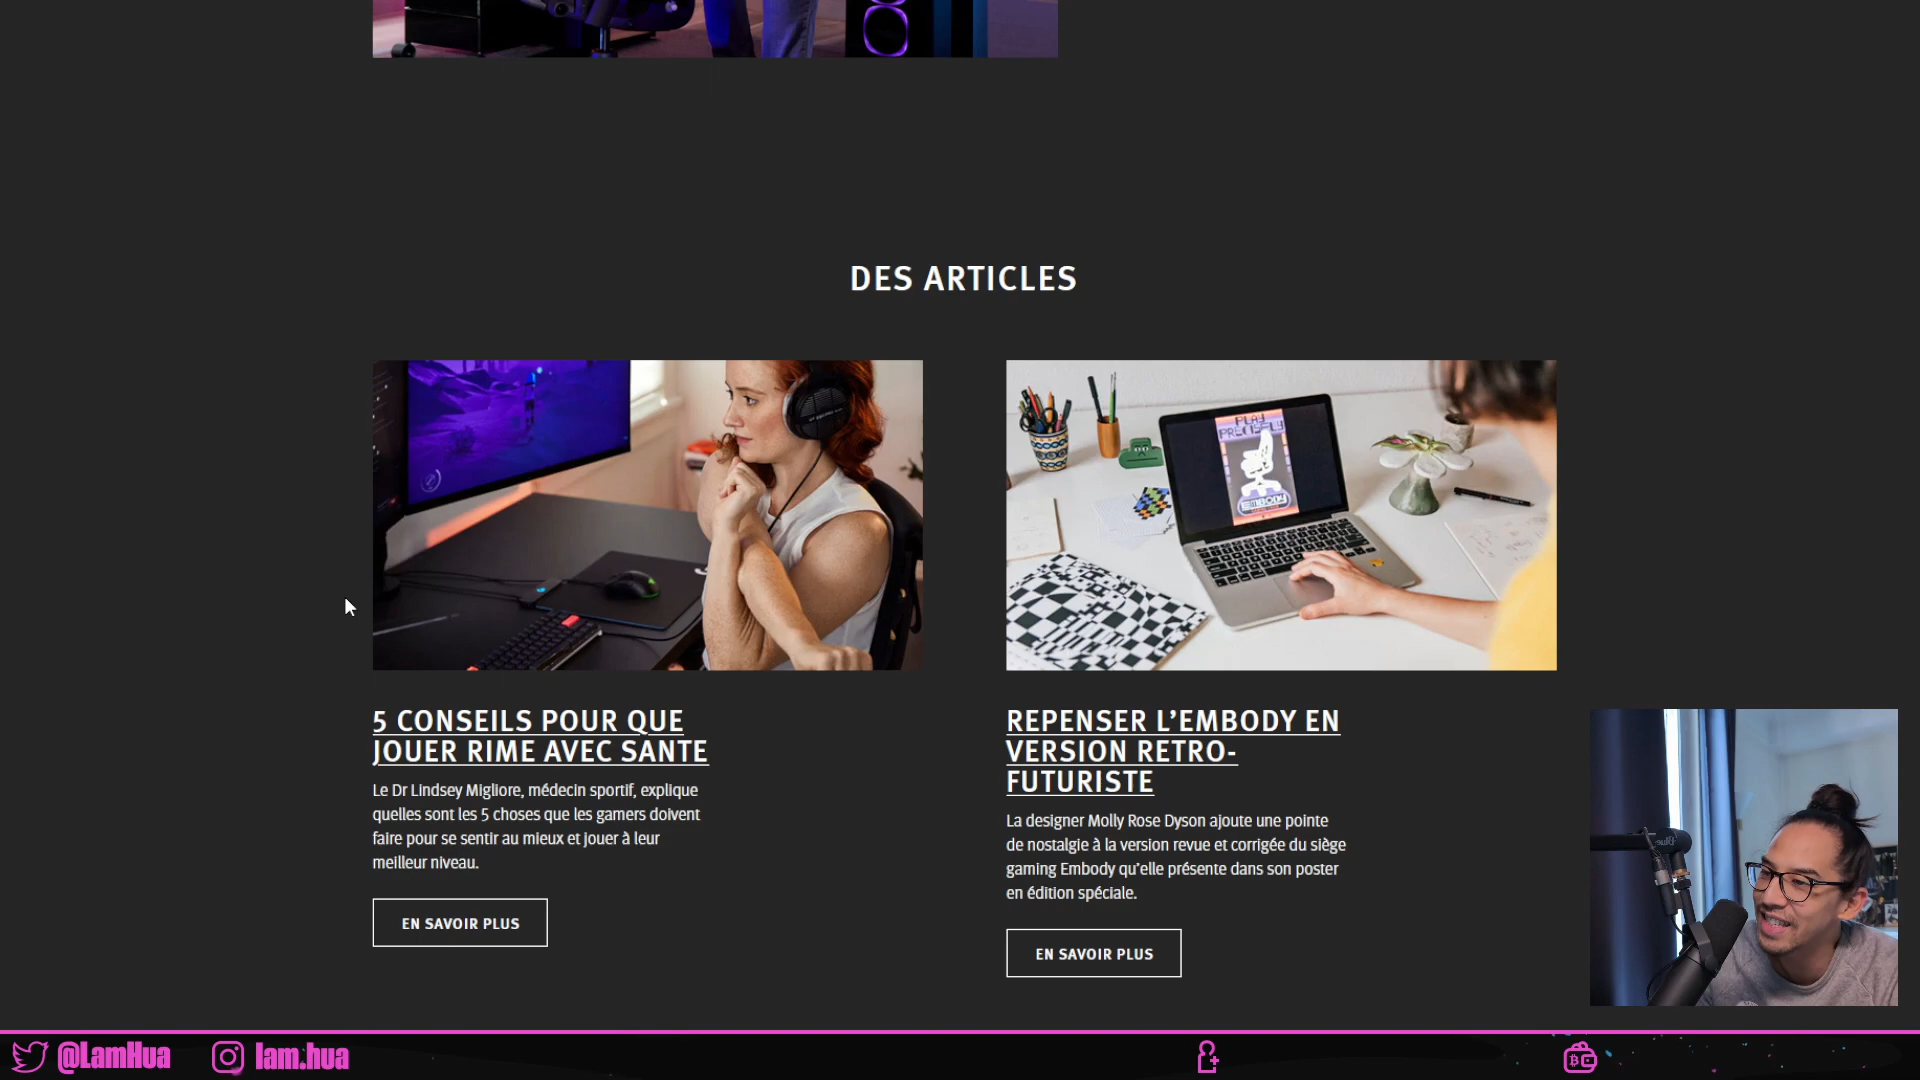 DES ARTICLES
PLAY
PRECISELY
EMBODY
5 CONSEILS POUR QUE
JOUER RIME AVEC SANTE
Le Dr Lindsey Migliore, médecin sportif, explique
quelles sont les 5 choses que les gamers doivent
faire pour se sentir au mieux et jouer à leur
meilleur niveau.
EN SAVOIR PLUS
REPENSER L’EMBODY EN
VERSION RETRO-
FUTURISTE
La designer Molly Rose Dyson ajoute une pointe
de nostalgie à la version revue et corrigée du siège
gaming Embody qu’elle présente dans son poster
en édition spéciale.
EN SAVOIR PLUS
@LamHua
lam.hua